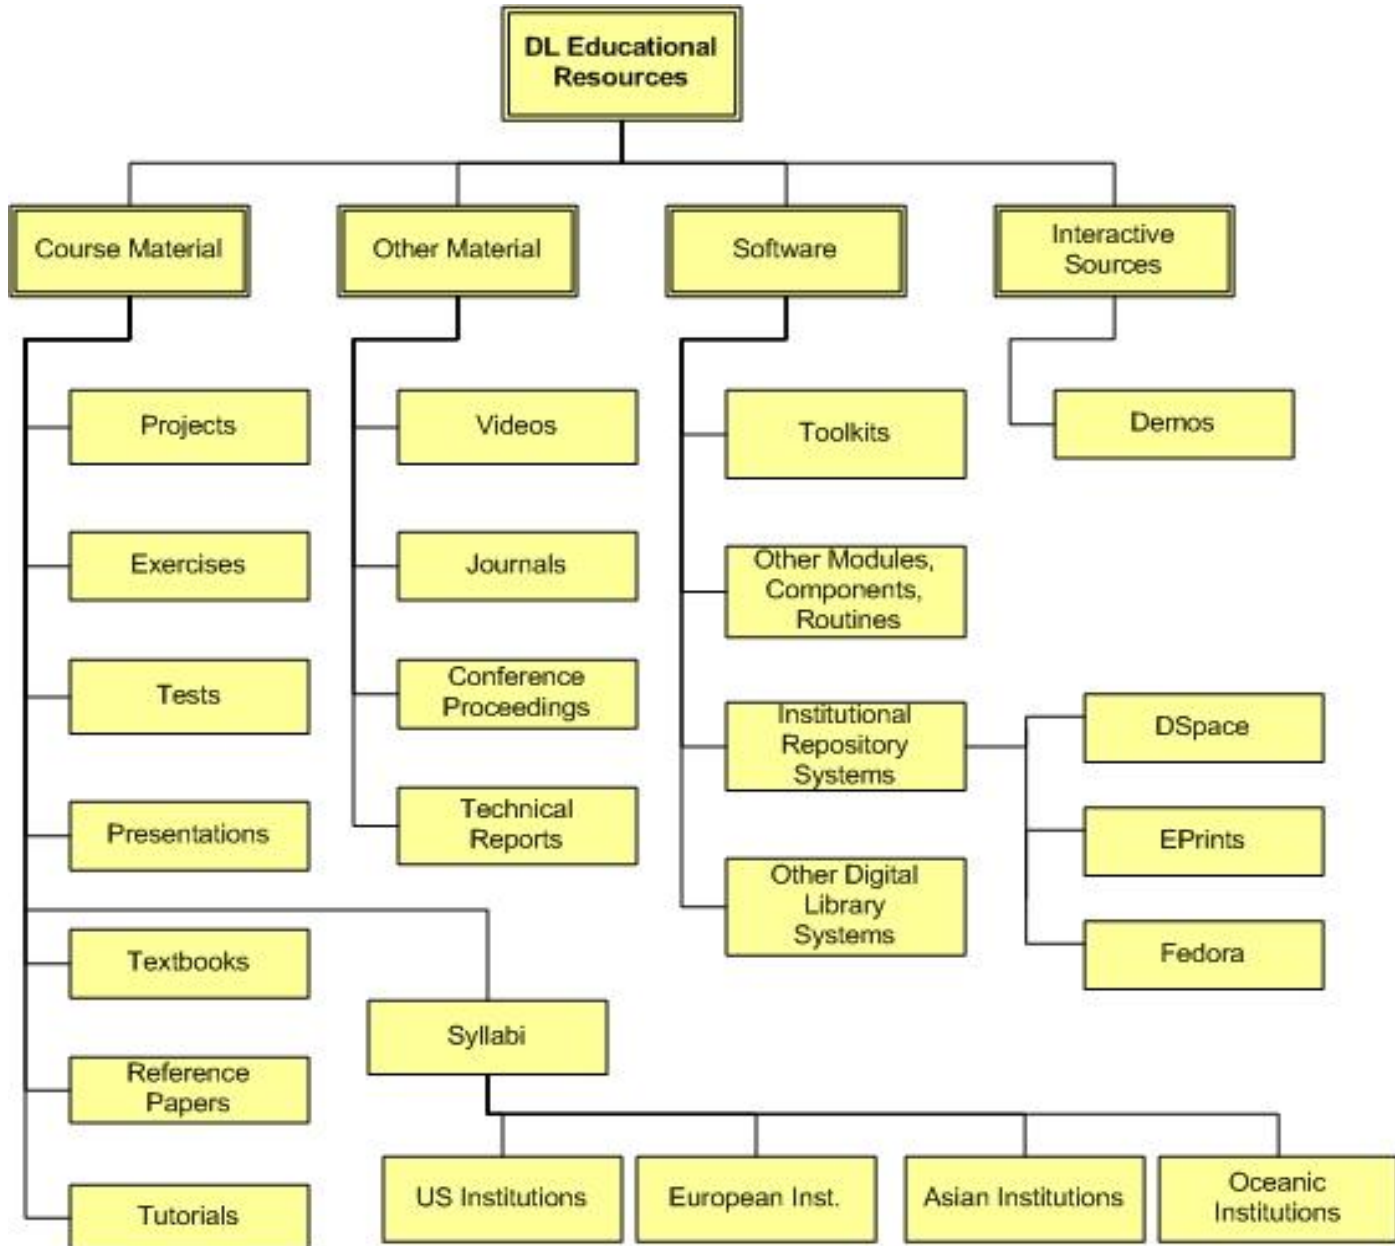 DL Educational
Resources
Course Material
Other Material
Software
Interactive
Sources
Projects
Videos
Toolkits
Demos
Exercises
Journals
Other Modules,
Components,
Routines
Tests
Conference
Proceedings
Institutional
Repository
Systems
DSpace
Presentations
Technical
Reports
EPrints
Other Digital
Library
Systems
Fedora
Textbooks
Syllabi
Reference
Papers
Tutorials
US Institutions
European Inst.
Asian Institutions
Oceanic
Institutions